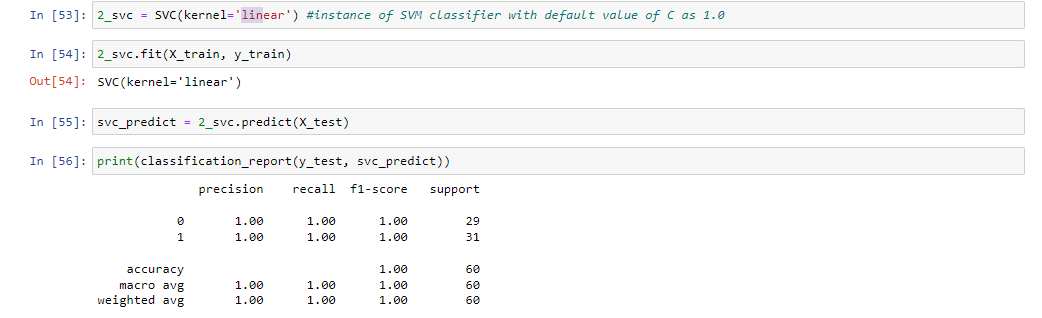 In [53]: 2_svc = SVC(kernel='linear') #instance of SVM classifier with default value of C as 1.0
In [54]: 2_svc.fit(X_train, y_train)
Out[54]: SVC(kernel='linear')
In [55]: svc_predict = 2_svc.predict(X_test)
In [56]: print(classification_report(y_test, svc_predict))
precision recall f1-score support
0 1.00 1.00 1.00 29
1 1.00 1.00 1.00 31
accuracy 1.00 60
macro avg 1.00 1.00 1.00 60
weighted avg 1.00 1.00 1.00 60